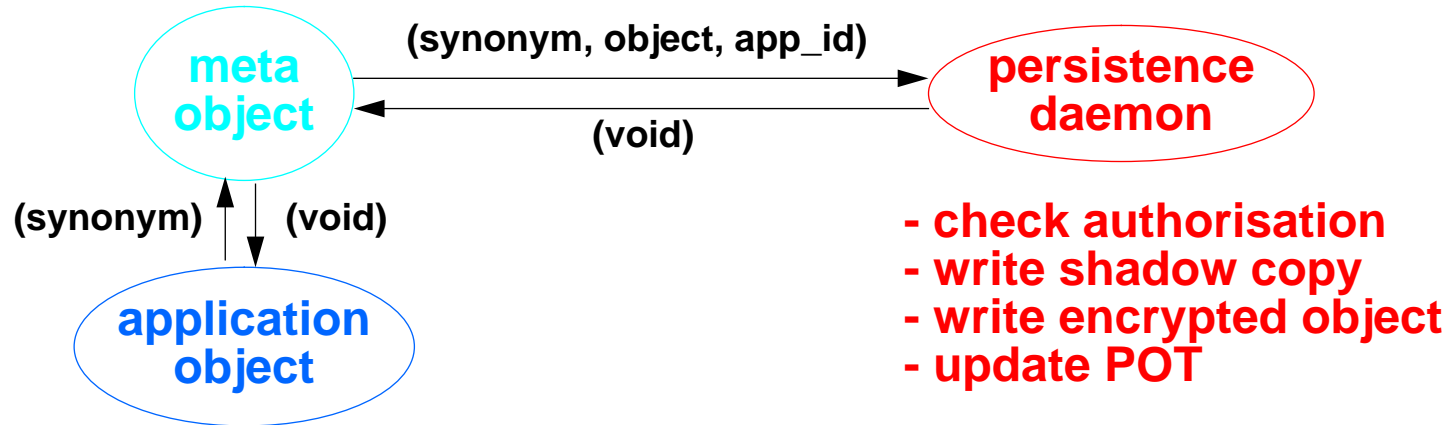 (synonym, object, app_id)
meta
object
persistence
daemon
(void)
(synonym)
(void)
- check authorisation
- write shadow copy
- write encrypted object
- update POT
application
object